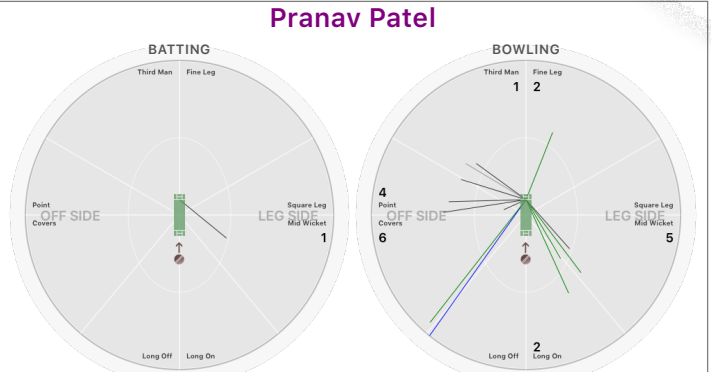 Pranav Patel
BATTING
Third Man Fine Leg
Point
OFF SIDE
Covers
Square Leg
LEG SIDE
Mid Wicket
1
Long Off Long On
BOWLING
Third Man Fine Leg
1 2
4
Point
OFF SIDE
Covers
6
Square Leg
LEG SIDE
Mid Wicket
5
2
Long Off Long On